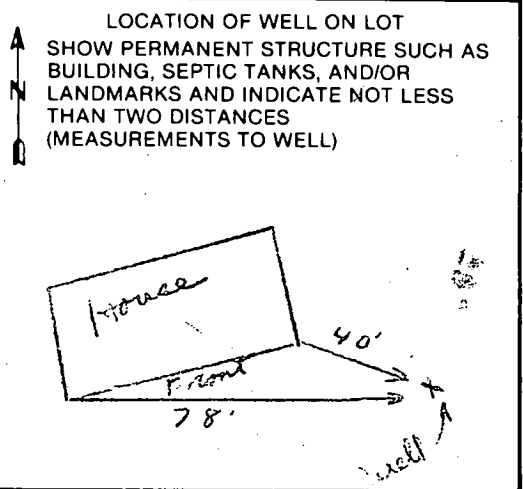 LOCATION OF WELL ON LOT
SHOW PERMANENT STRUCTURE SUCH AS
BUILDING, SEPTIC TANKS, AND/OR
N LANDMARKS AND INDICATE NOT LESS
THAN TWO DISTANCES
(MEASUREMENTS TO WELL)
House
40'
Front
78'
well